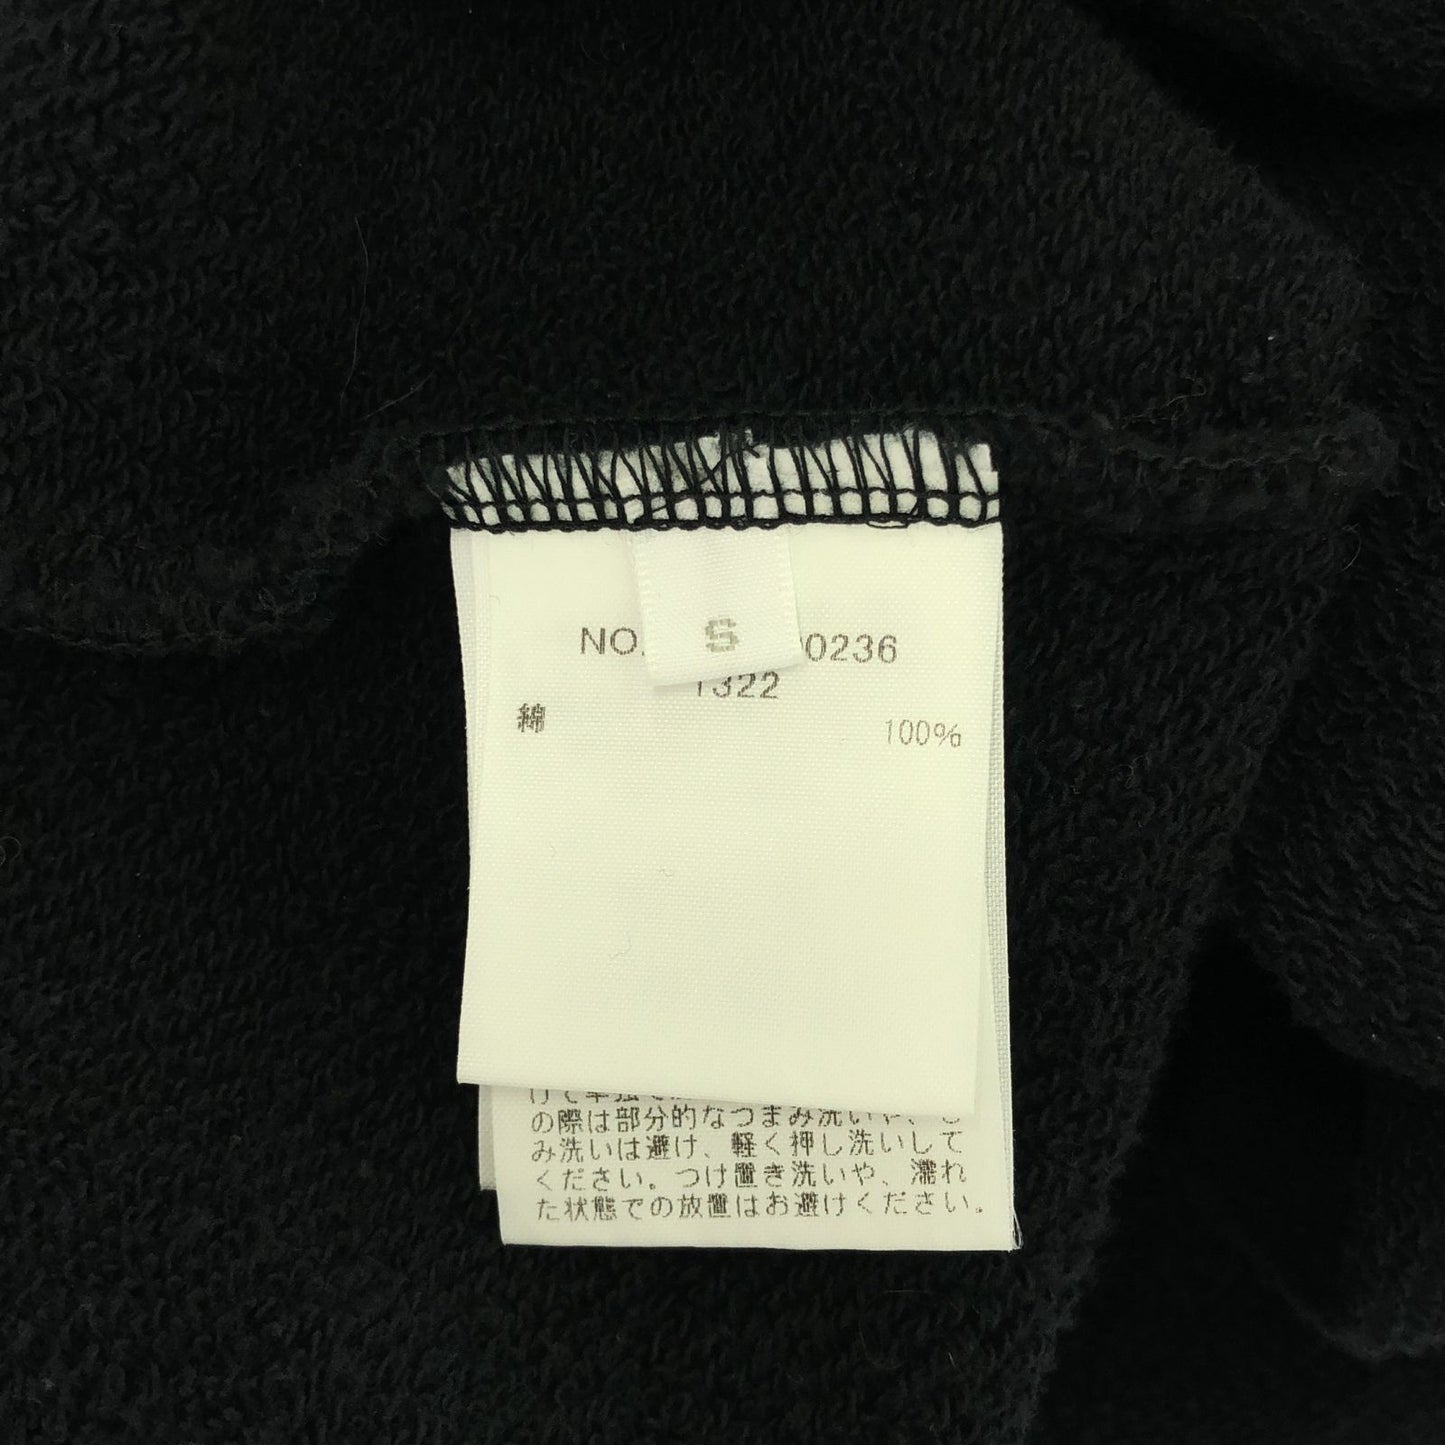 S
NO. 00236
1322
綿 100%
の際は部分的なつまみ洗いや、も
み洗いは避け、軽く押し洗いして
ください。つけ置き洗いや、濡れ
た状態での放置はお避けください。